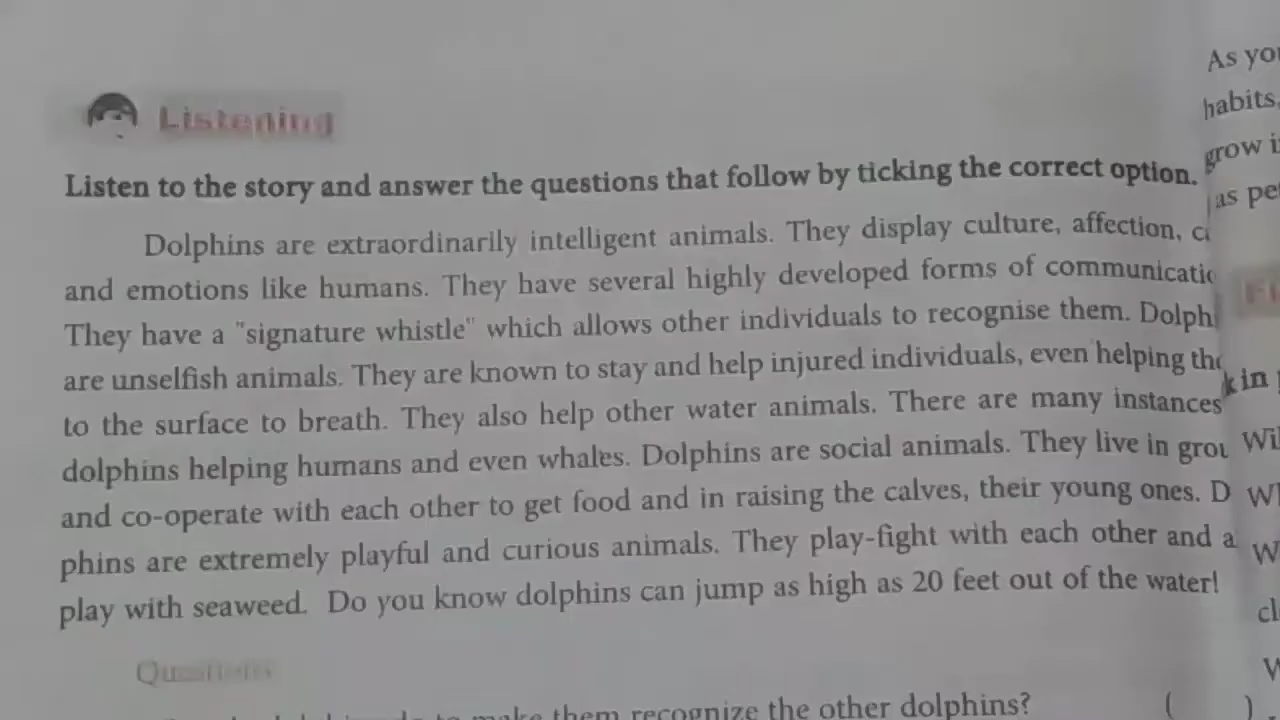 Listening
Listen to the story and answer the questions that follow by ticking the correct option.
Dolphins are extraordinarily intelligent animals. They display culture, affection,
and emotions like humans. They have several highly developed forms of
They have a "signature whistle" which allows other individuals to recognise them.
are unselfish animals. They are known to stay and help injured individuals, even helping
to the surface to breath. They also help other water animals. There are many instances
dolphins helping humans and even whales. Dolphins are social animals. They live in
and co-operate with each other to get food and in raising the calves, their young ones.
phins are extremely playful and curious animals. They play-fight with each other and
play with seaweed. Do you know dolphins can jump as high as 20 feet out of the water!
Questions
to make them recognize the other dolphins? ( )
As
habits,
grow
as
in